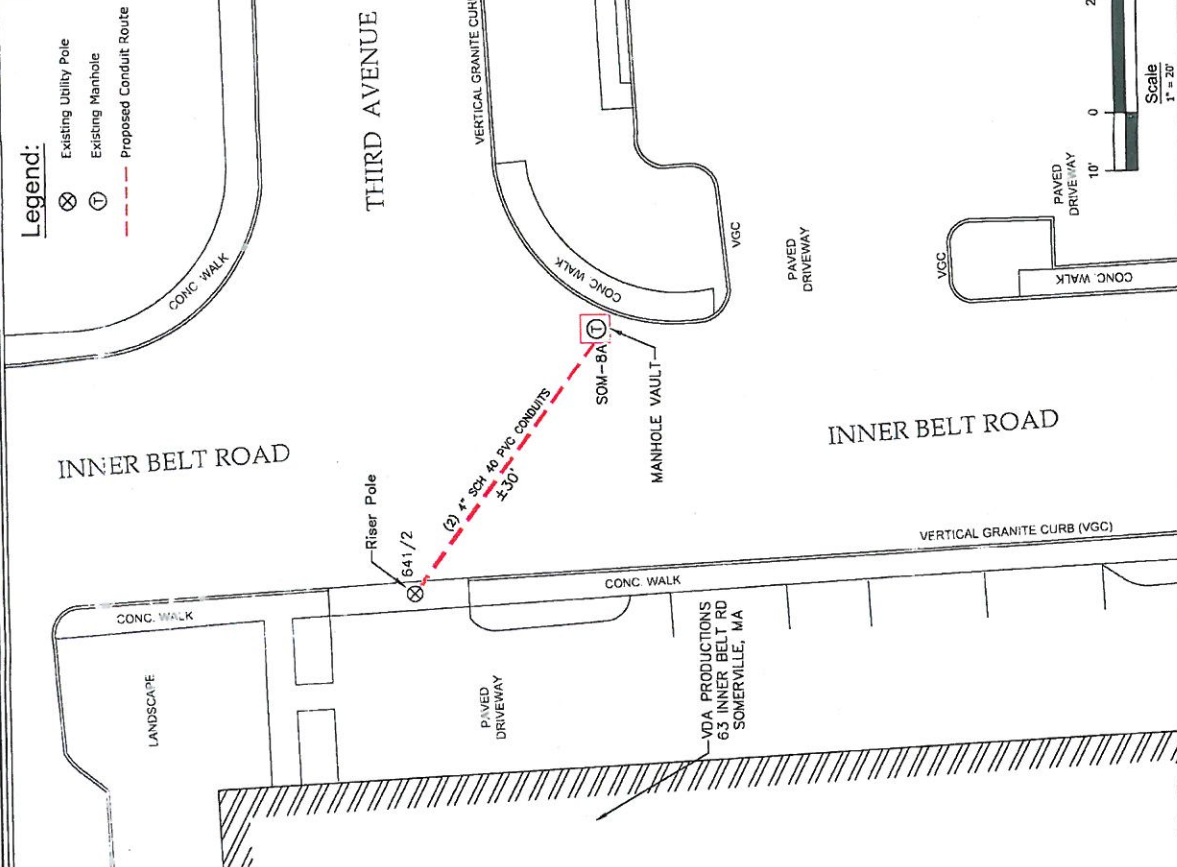 Legend:
Existing Utility Pole
T
Existing Manhole
Proposed Conduit Route
THIRD AVENUE
VERTICAL GRANITE CUR
CONC. WALK
CONC. WALK
VGC
PAVED
DRIVEWAY
VGC
CONC. WALK
PAVED
DRIVEWAY
10'
0
2
Scale
1" = 20'
INNER BELT ROAD
Riser Pole
641/2
(2) 4" SCH 40 PVC CONDUITS
±30'
T
SOM-8A
MANHOLE VAULT
INNER BELT ROAD
VERTICAL GRANITE CURB (VGC)
CONC. WALK
CONC. WALK
LANDSCAPE
PAVED
DRIVEWAY
VDA PRODUCTIONS
63 INNER BELT RD
SOMERVILLE, MA